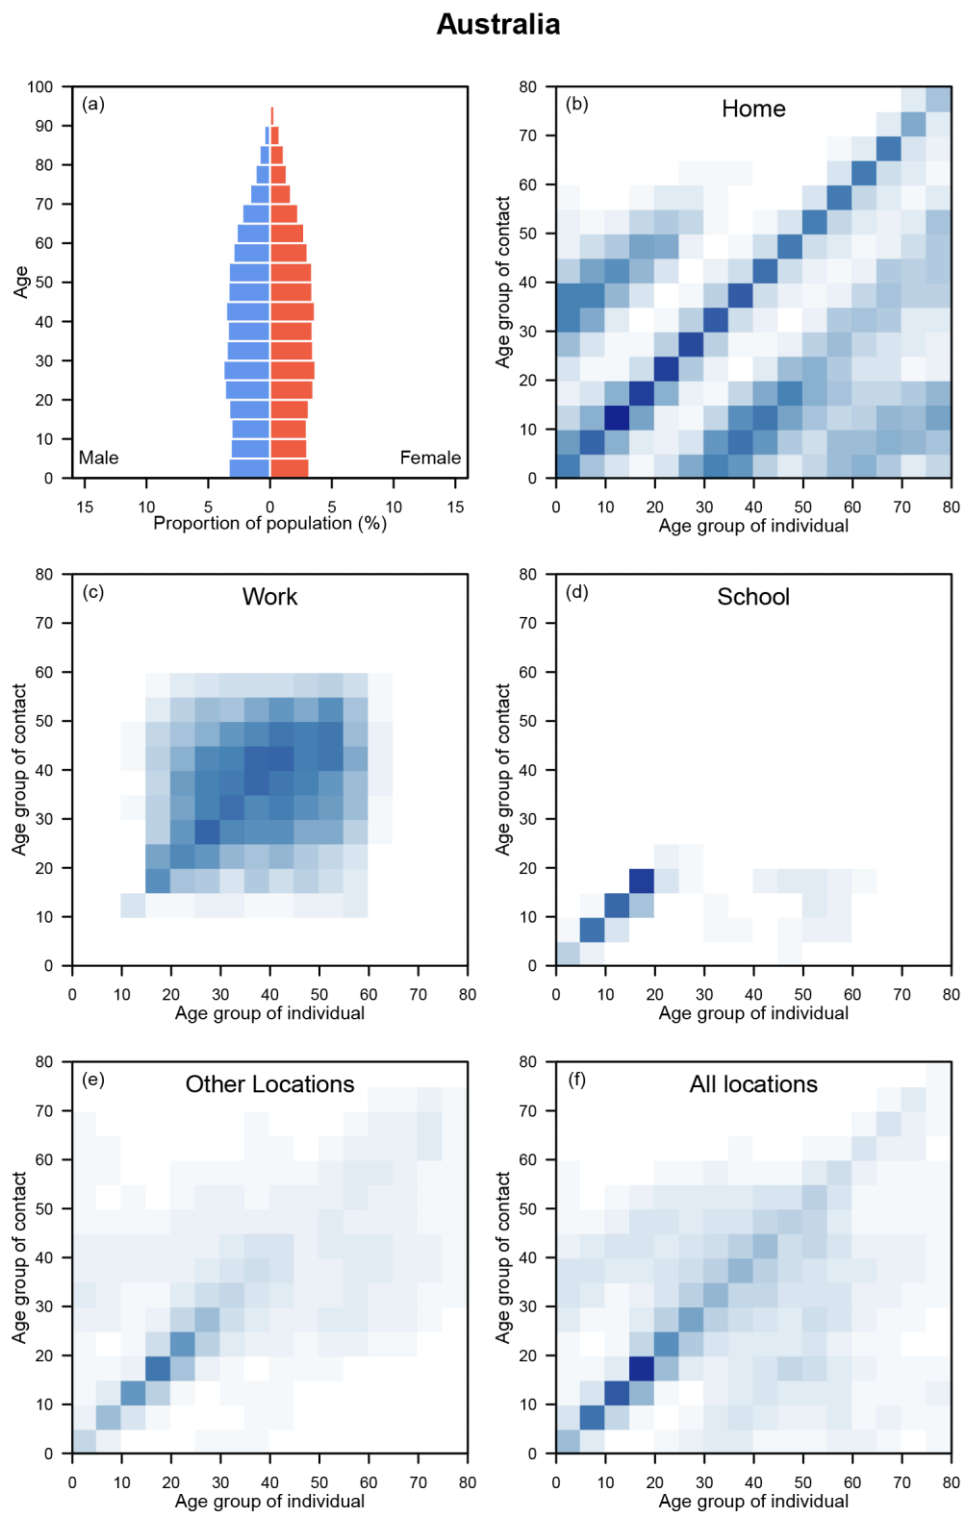 Australia
(a)
Age
100
90
80
70
60
50
40
30
20
10
0
Male
Female
15 10 5 0 5 10 15
Proportion of population (%)
(b)
Home
Age group of contact
80
70
60
50
40
30
20
10
0
0 10 20 30 40 50 60 70 80
Age group of individual
(c)
Work
Age group of contact
80
70
60
50
40
30
20
10
0
0 10 20 30 40 50 60 70 80
Age group of individual
(d)
School
Age group of contact
80
70
60
50
40
30
20
10
0
0 10 20 30 40 50 60 70 80
Age group of individual
(e)
Other Locations
Age group of contact
80
70
60
50
40
30
20
10
0
0 10 20 30 40 50 60 70 80
Age group of individual
(f)
All locations
Age group of contact
80
70
60
50
40
30
20
10
0
0 10 20 30 40 50 60 70 80
Age group of individual